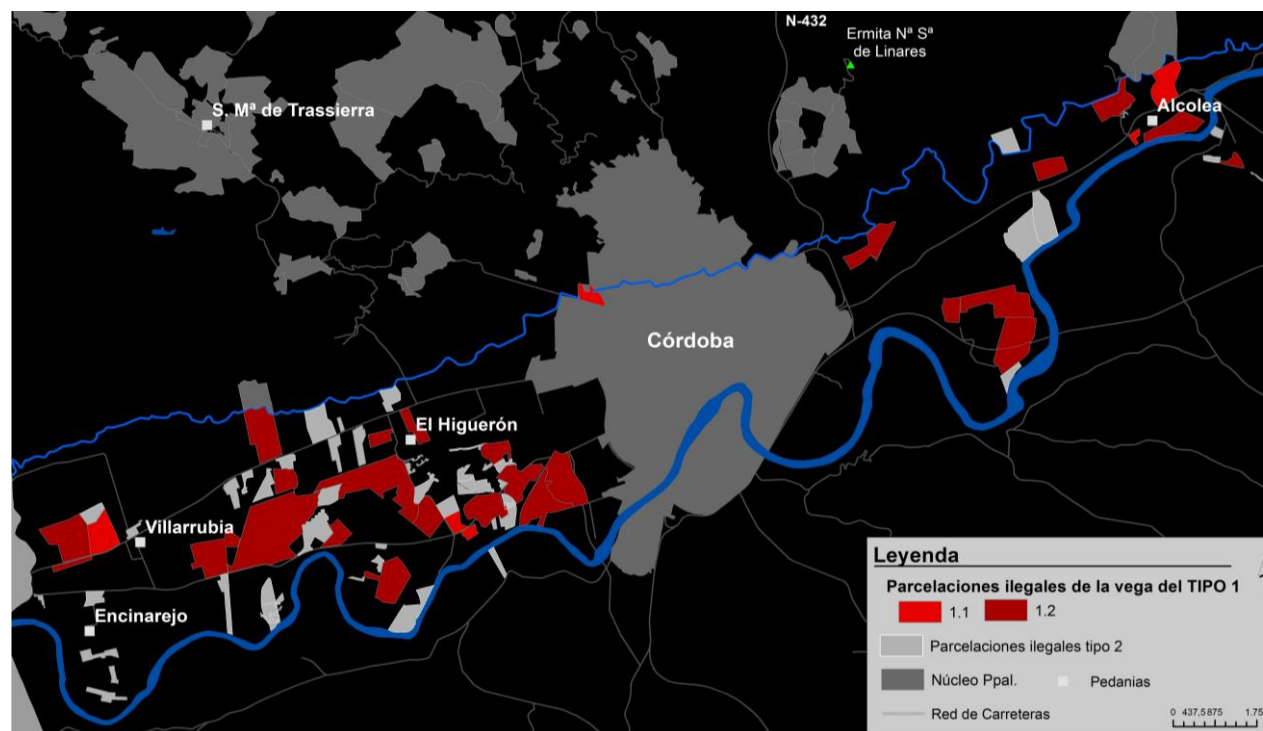 N-432
Ermita Nª Sª
de Linares
S. Mª de Trassierra
Alcolea
Córdoba
El Higuerón
Villarrubia
Encinarejo
Leyenda
Parcelaciones ilegales de la vega del TIPO 1
1.1 1.2
Parcelaciones ilegales tipo 2
Núcleo Ppal. Pedanias
Red de Carreteras
0 437,5875 1.75